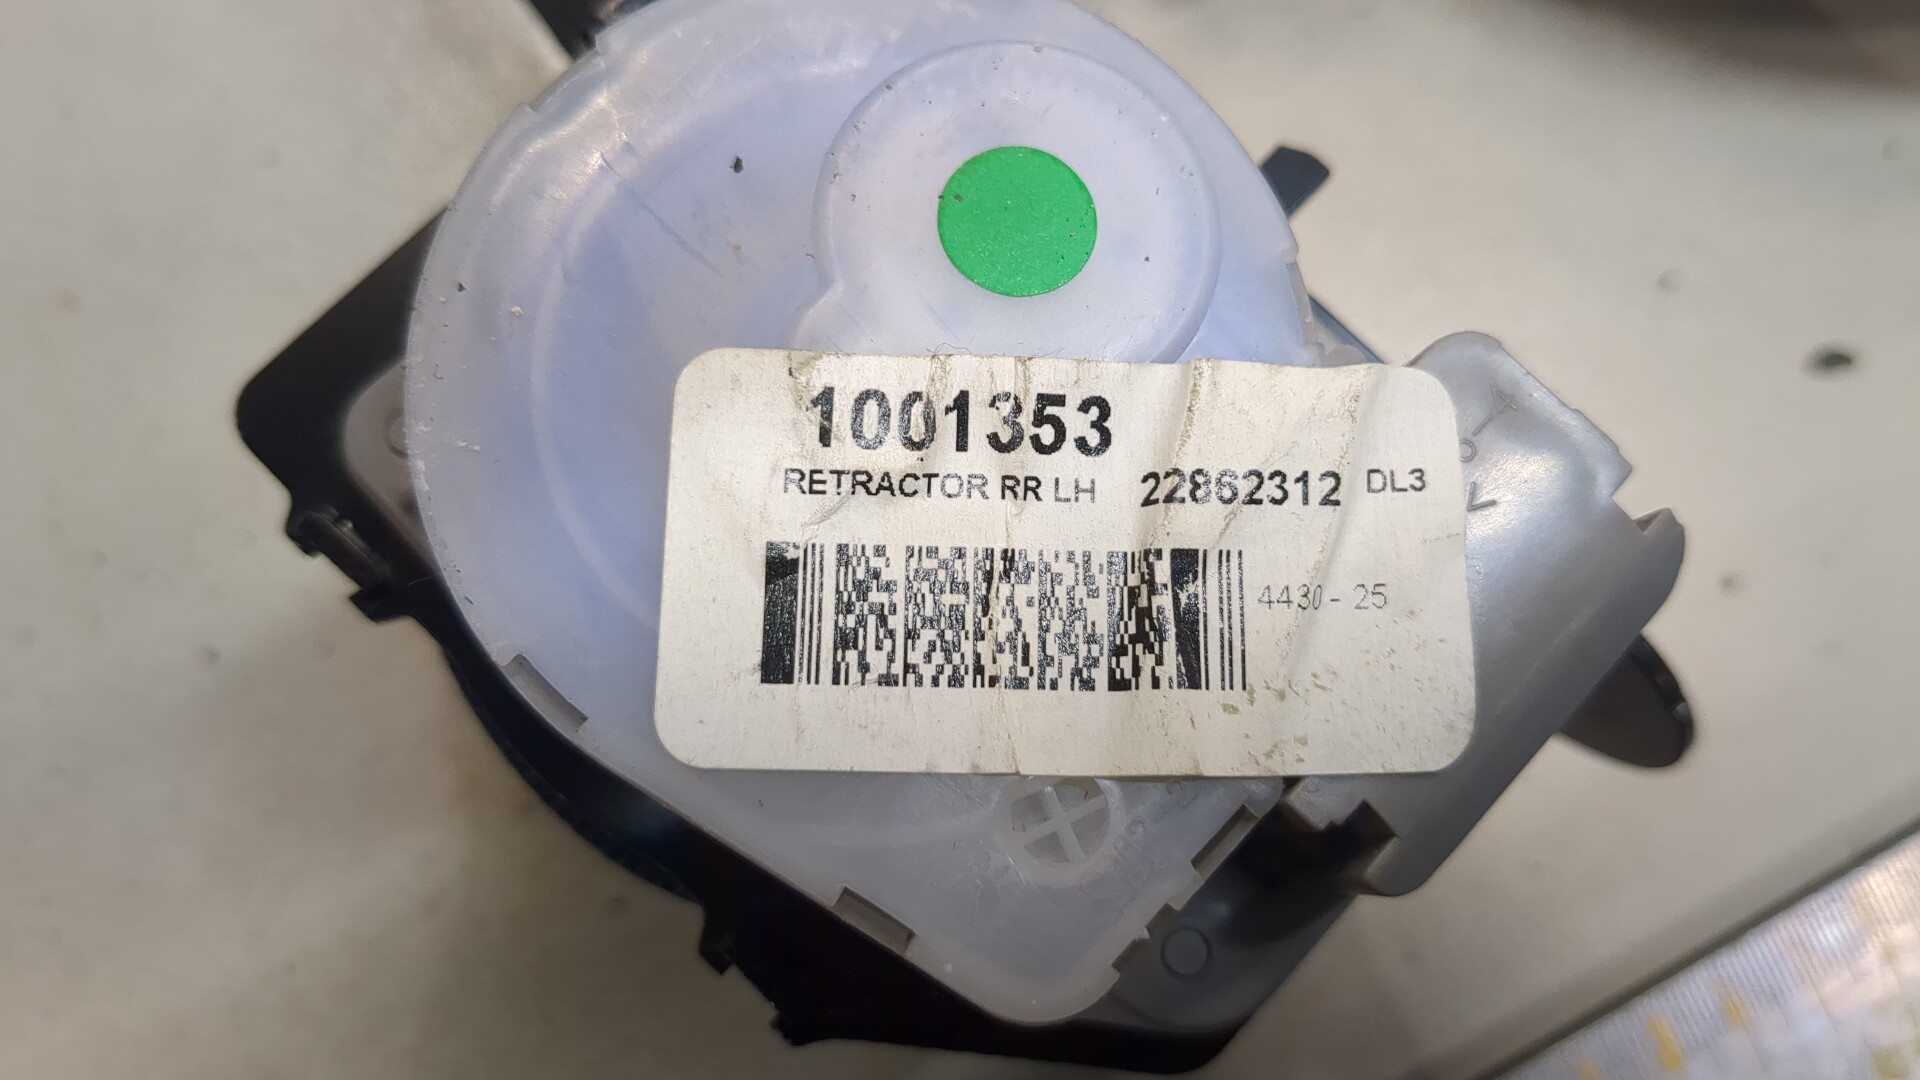 1001353
RETRACTOR RR LH 22862312 DL3
4430 - 25